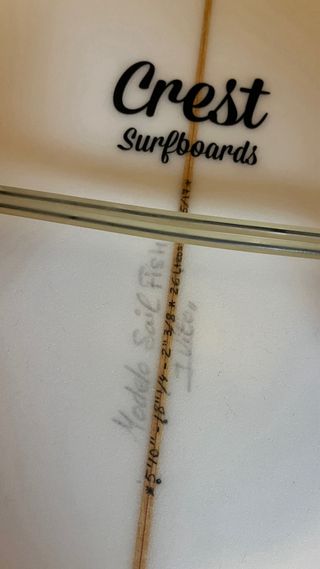 Crest
Surfboards
Modelo Sail Fish
* 5'10" - 18" 1/4 - 2" 3/8 * 26 Litros